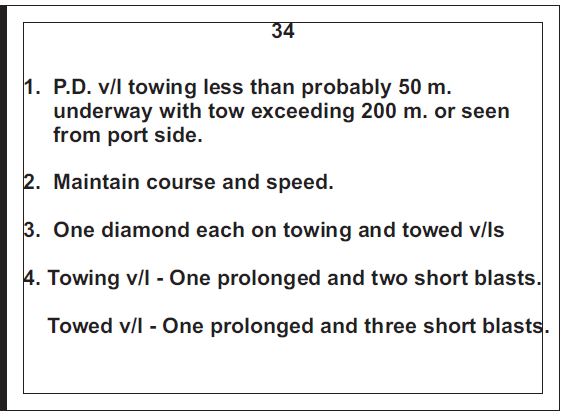 34
1. P.D. v/l towing less than probably 50 m.
underway with tow exceeding 200 m. or seen
from port side.
2. Maintain course and speed.
3. One diamond each on towing and towed v/ls
4. Towing v/l - One prolonged and two short blasts.
Towed v/l - One prolonged and three short blasts.